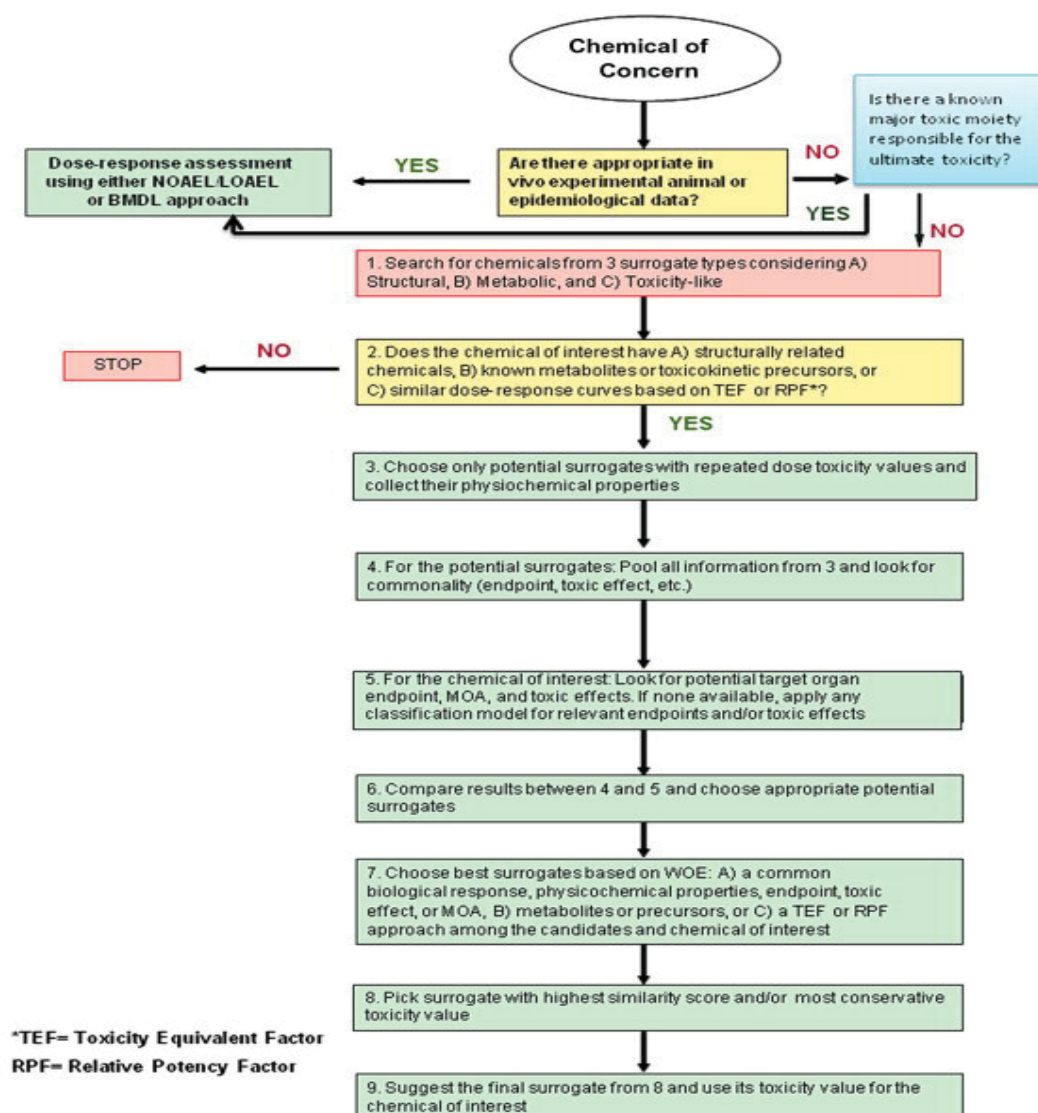 Chemical of
Concern
Is there a known
major toxic moiety
responsible for the
ultimate toxicity?
Dose-response assessment
using either NOAEL/LOAEL
or BMDL approach
YES
Are there appropriate in
vivo experimental animal or
epidemiological data?
NO
YES
NO
1. Search for chemicals from 3 surrogate types considering A)
Structural, B) Metabolic, and C) Toxicity-like
STOP
NO
2. Does the chemical of interest have A) structurally related
chemicals, B) known metabolites or toxicokinetic precursors, or
C) similar dose- response curves based on TEF or RPF*?
YES
3. Choose only potential surrogates with repeated dose toxicity values and
collect their physiochemical properties
4. For the potential surrogates: Pool all information from 3 and look for
commonality (endpoint, toxic effect, etc.)
5. For the chemical of interest: Look for potential target organ
endpoint, MOA, and toxic effects. If none available, apply any
classification model for relevant endpoints and/or toxic effects
6. Compare results between 4 and 5 and choose appropriate potential
surrogates
7. Choose best surrogates based on WOE: A) a common
biological response, physicochemical properties, endpoint, toxic
effect, or MOA, B) metabolites or precursors, or C) a TEF or RPF
approach among the candidates and chemical of interest
8. Pick surrogate with highest similarity score and/or most conservative
toxicity value
*TEF= Toxicity Equivalent Factor
RPF= Relative Potency Factor
9. Suggest the final surrogate from 8 and use its toxicity value for the
chemical of interest